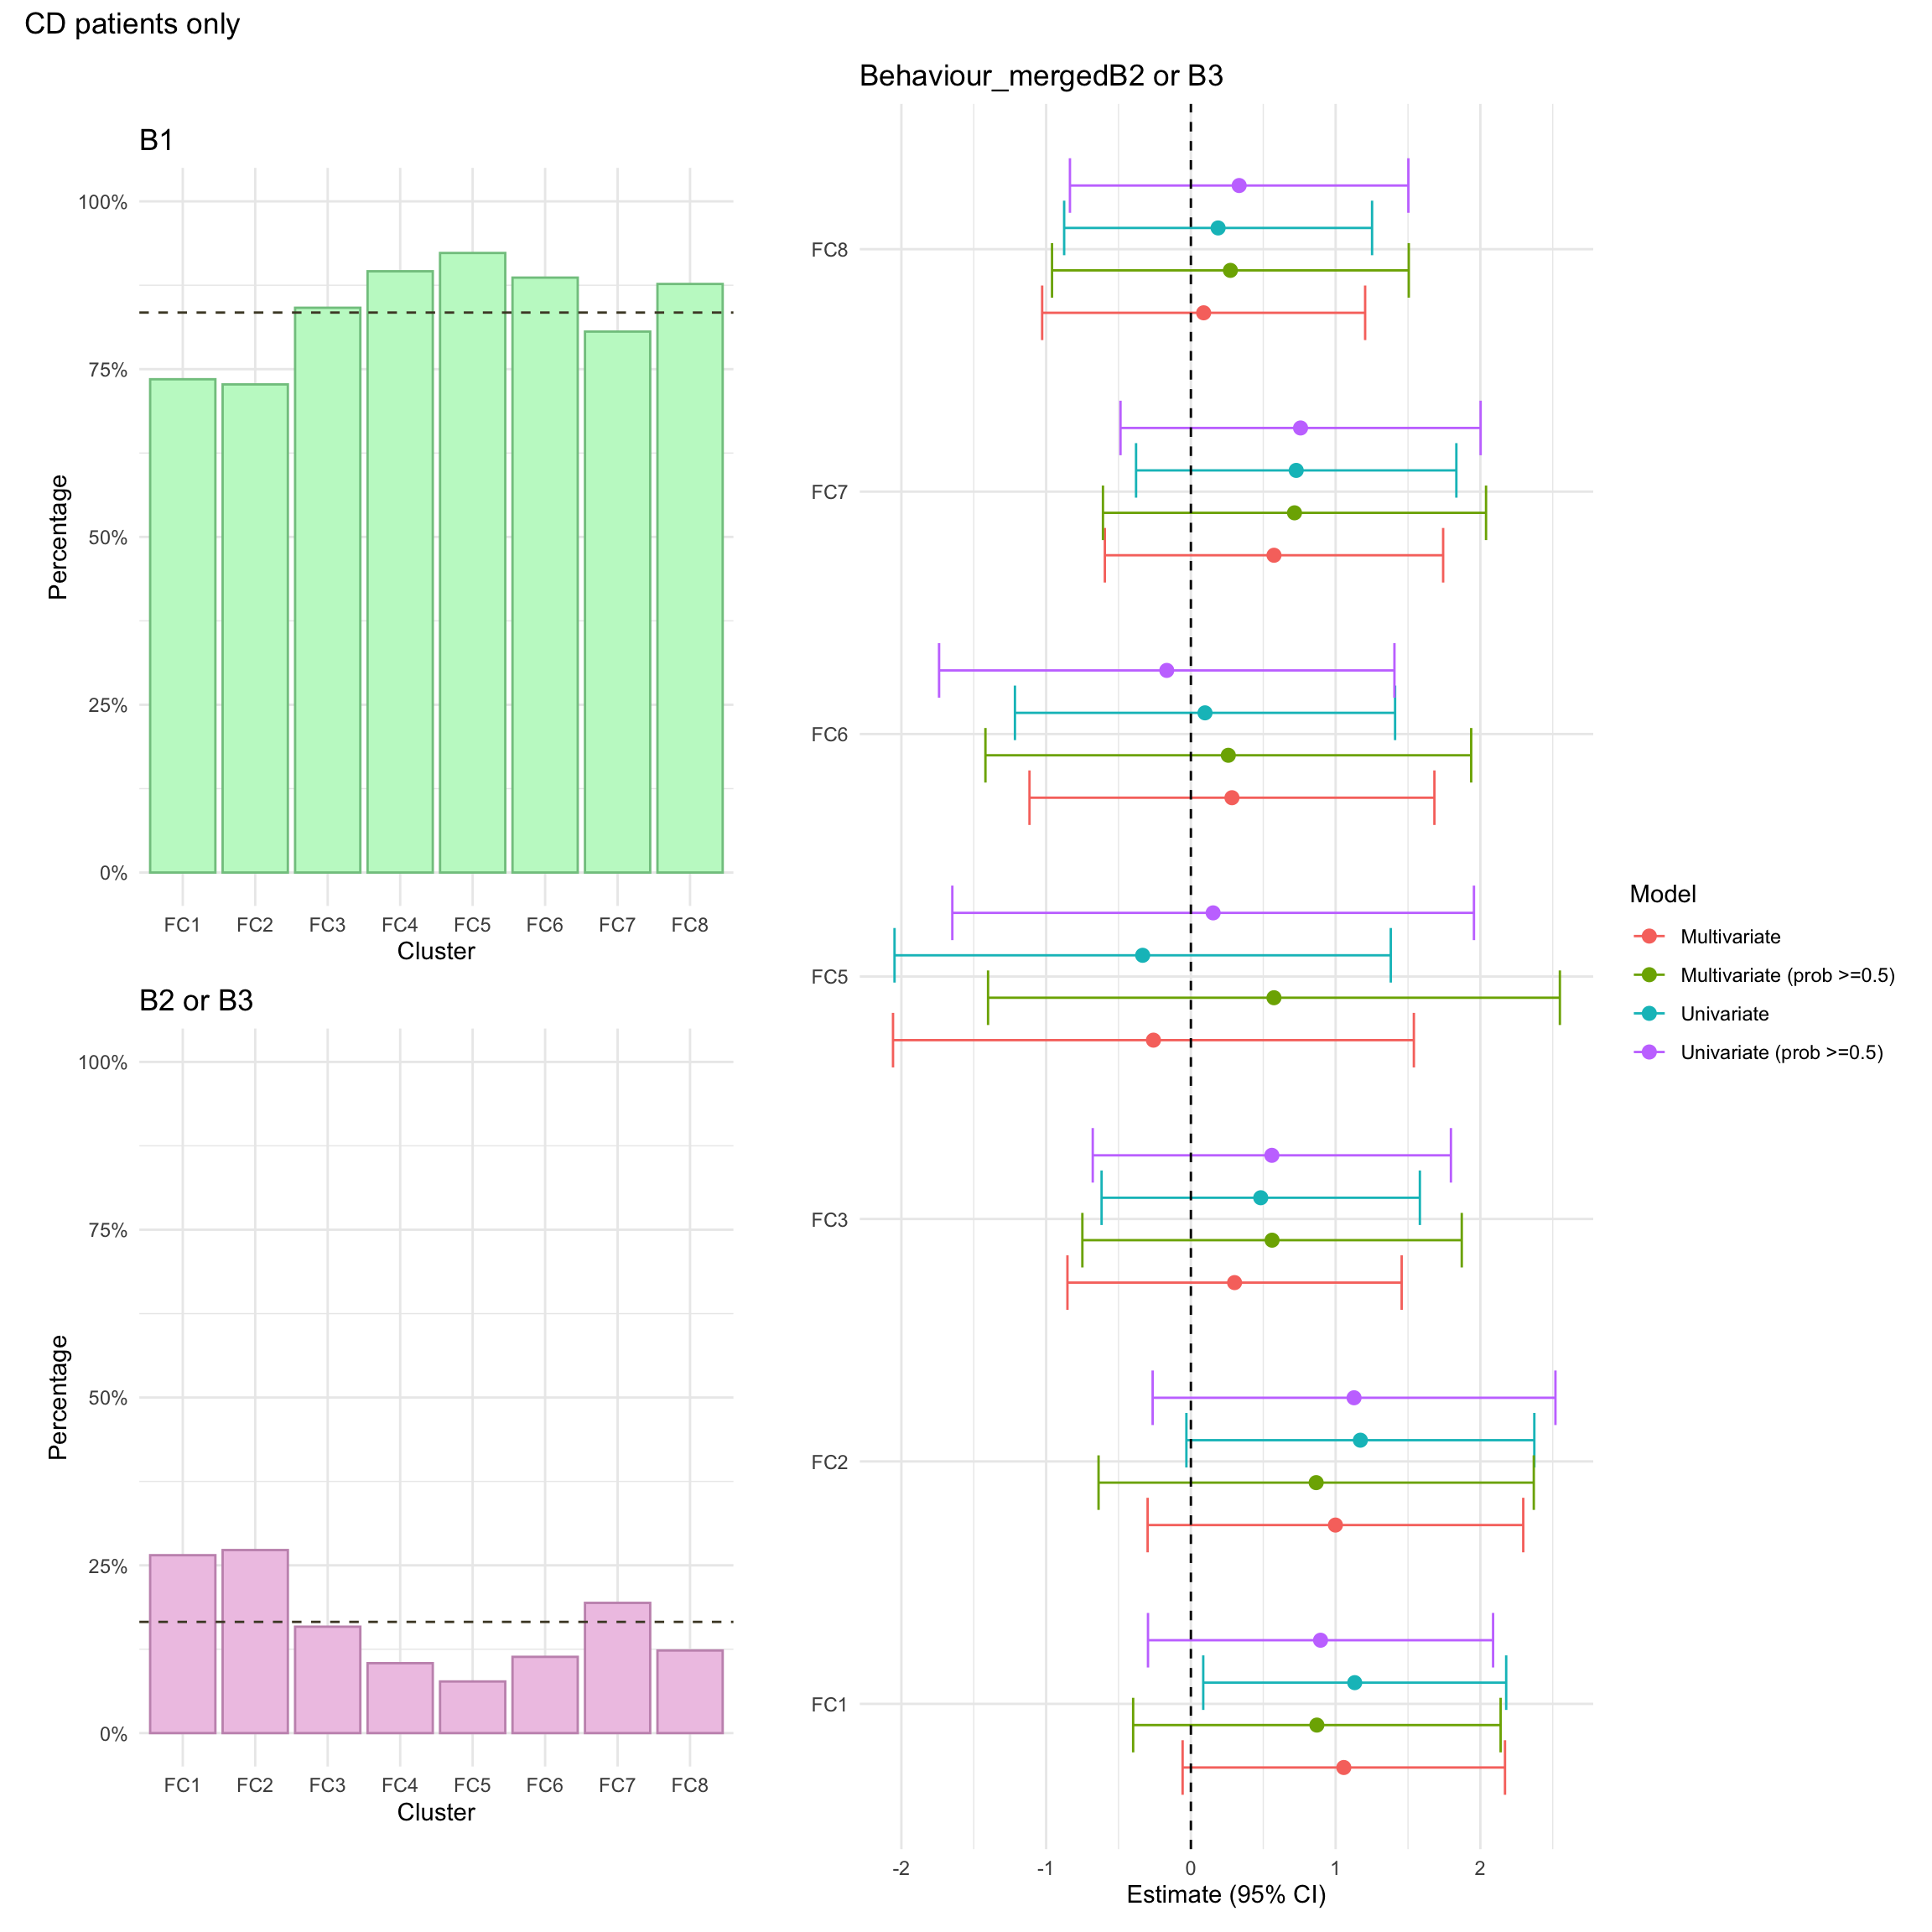 CD patients only
B1
100%
75%
50%
25%
0%
Percentage
FC1 FC2 FC3 FC4 FC5 FC6 FC7 FC8
Cluster
B2 or B3
100%
75%
50%
25%
0%
Percentage
FC1 FC2 FC3 FC4 FC5 FC6 FC7 FC8
Cluster
Behaviour_mergedB2 or B3
FC8
FC7
FC6
FC5
FC3
FC2
FC1
-2 -1 0 1 2
Estimate (95% CI)
Model
Multivariate
Multivariate (prob >=0.5)
Univariate
Univariate (prob >=0.5)